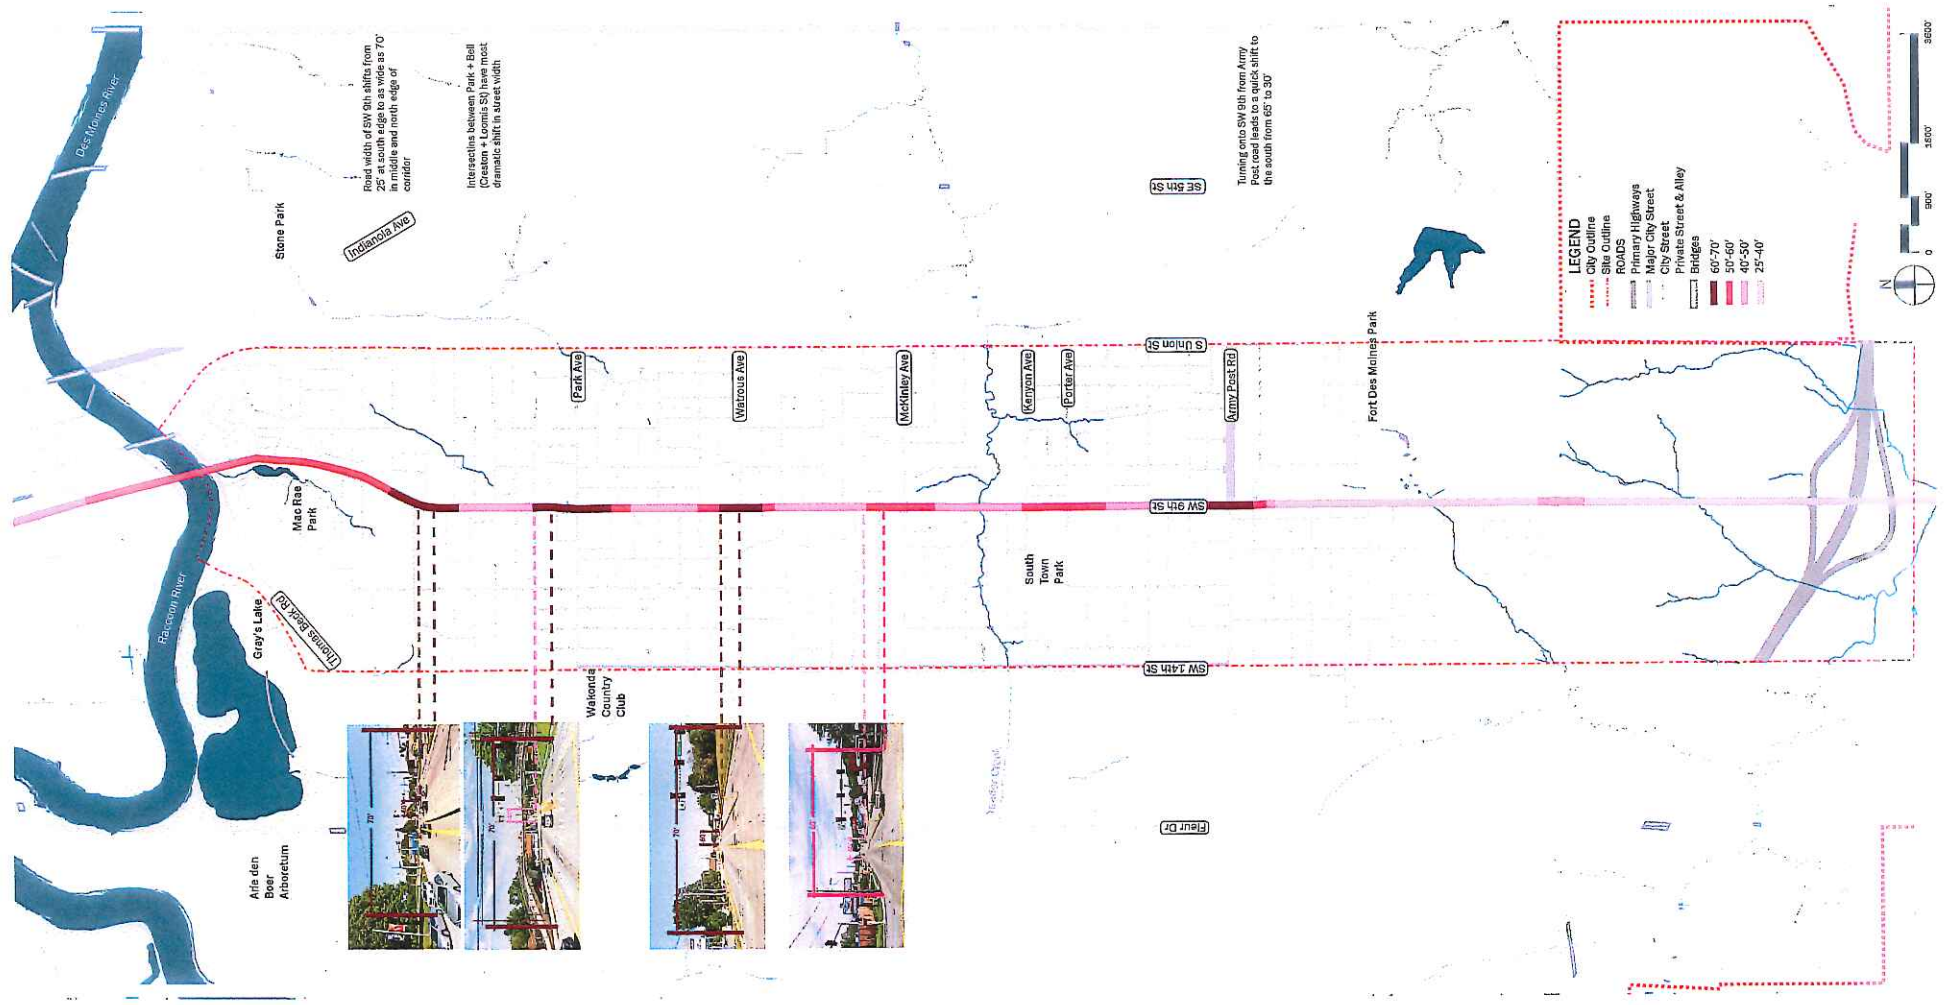 Des Moines River
Raccoon River
Road width of SW 9th shifts from
25' at south edge to as wide as 70'
in middle and north edge of
corridor
Intersectins between Park + Bell
(Creston + Loomis St) have most
dramatic shift in street width
Turning onto SW 9th from Army
Post road leads to a quick shift to
the south from 65' to 30'
Stone Park
Indianola Ave
SE 5th St
S Union St
Park Ave
Watrous Ave
McKinley Ave
Kenyon Ave
Porter Ave
Army Post Rd
Fort Des Moines Park
Mac Rae
Park
SW 9th St
South
Town
Park
Gray's Lake
Thomas Beck Rd
SW 14th St
Wakonda
Country
Club
Fleur Dr
Arie den
Boer
Arboretum
70'
70'
70'
60'
LEGEND
City Outline
Site Outline
ROADS
Primary Highways
Major City Street
City Street
Private Street & Alley
Bridges
60'-70'
50'-60'
40'-50'
25'-40'
N
0
900'
1800'
3600'